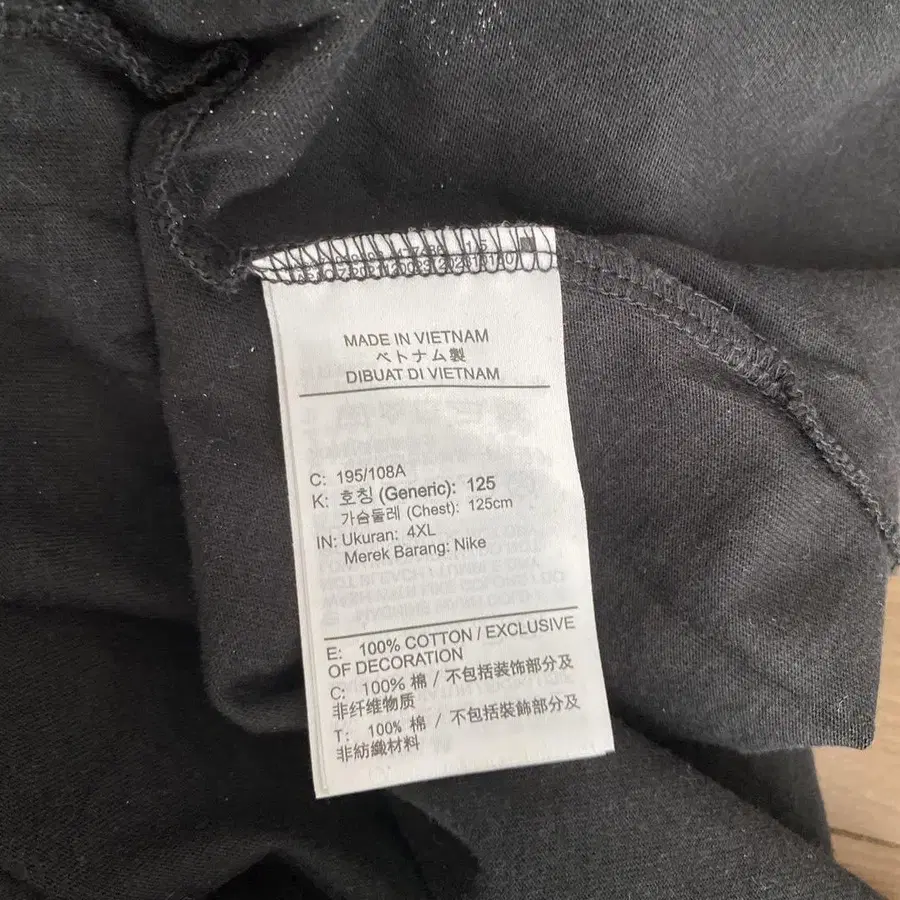 MADE IN VIETNAM
ベトナム製
DIBUAT DI VIETNAM
C: 195/108A
K: 호칭 (Generic): 125
가슴둘레 (Chest): 125cm
IN: Ukuran: 4XL
Merek Barang: Nike
E: 100% COTTON / EXCLUSIVE
OF DECORATION
C: 100% 棉 / 不包括装饰部分及
非纤维物质
T: 100% 棉 / 不包括裝飾部分及
非紡織材料